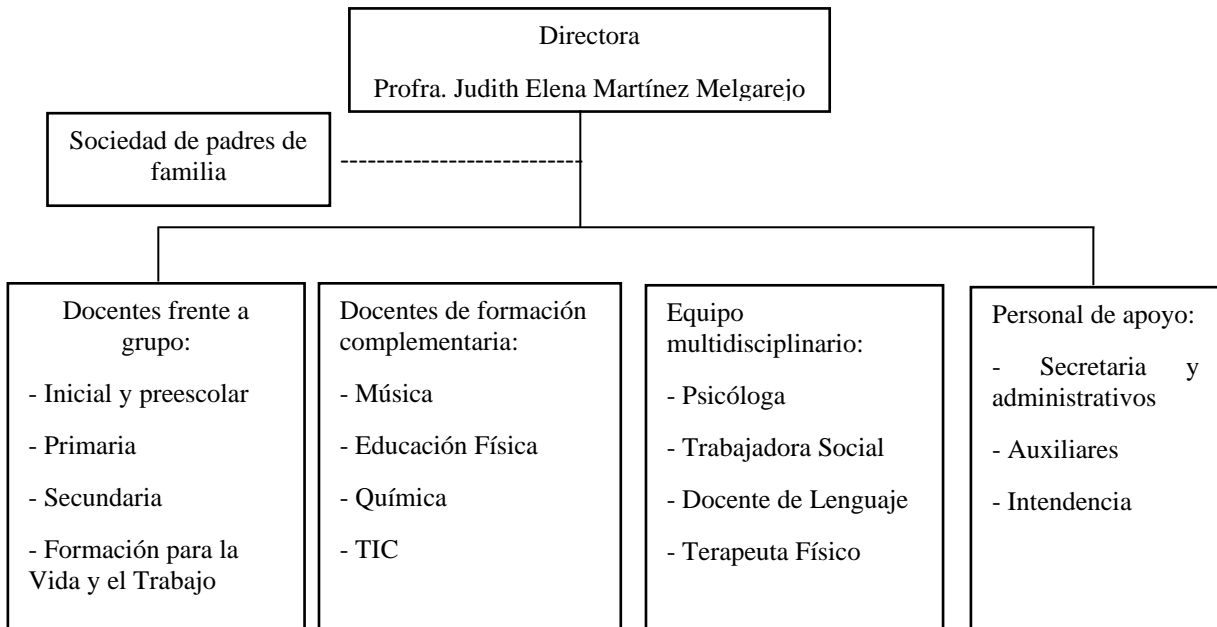 Directora
Profra. Judith Elena Martínez Melgarejo
Sociedad de padres de
familia
Docentes frente a
grupo:
- Inicial y preescolar
- Primaria
- Secundaria
- Formación para la
Vida y el Trabajo
Docentes de formación
complementaria:
- Música
- Educación Física
- Química
- TIC
Equipo
multidisciplinario:
- Psicóloga
- Trabajadora Social
- Docente de Lenguaje
- Terapeuta Físico
Personal de apoyo:
- Secretaria y
administrativos
- Auxiliares
- Intendencia